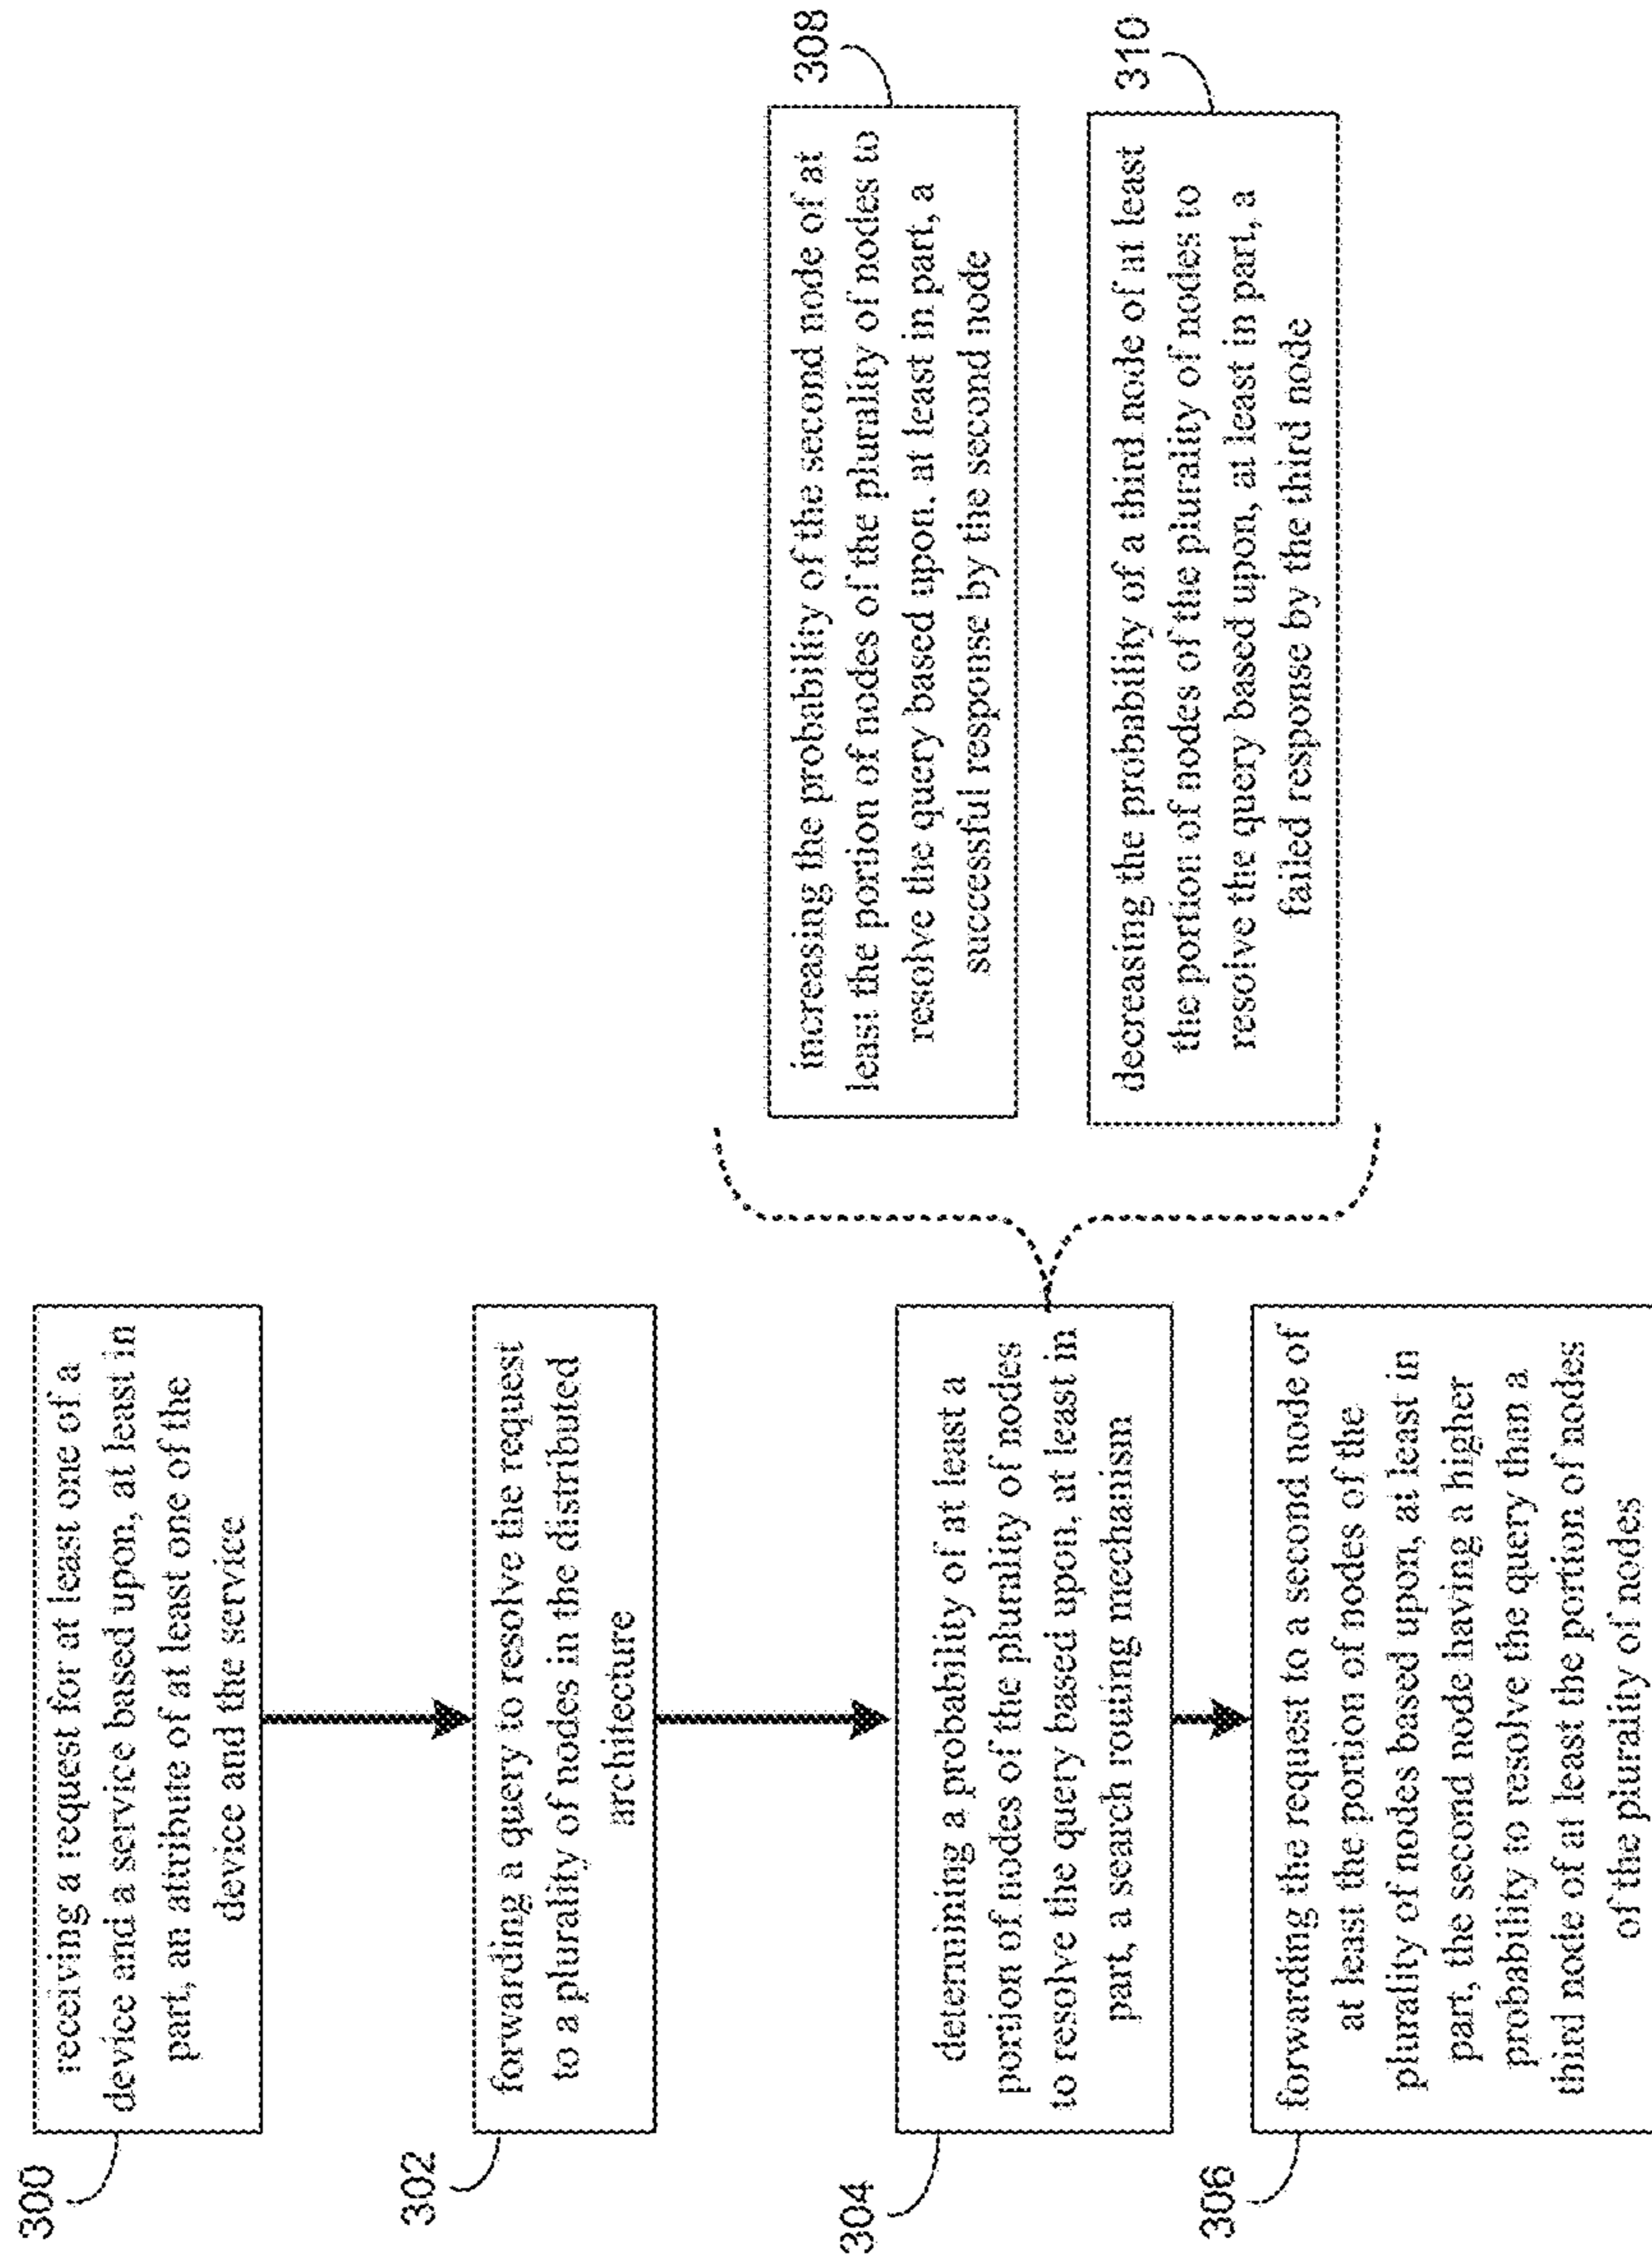 300
receiving a request for at least one of a
device and a service based upon, at least in
part, an attribute of at least one of the
device and the service
302
forwarding a query to resolve the request
to a plurality of nodes in the distributed
architecture
304
determining a probability of at least a
portion of nodes of the plurality of nodes
to resolve the query based upon, at least in
part, a search routing mechanism
306
forwarding the request to a second node of
at least the portion of nodes of the
plurality of nodes based upon, at least in
part, the second node having a higher
probability to resolve the query than a
third node of at least the portion of nodes
of the plurality of nodes
308
increasing the probability of the second node of at
least the portion of nodes of the plurality of nodes to
resolve the query based upon, at least in part, a
successful response by the second node
310
decreasing the probability of a third node of at least
the portion of nodes of the plurality of nodes to
resolve the query based upon, at least in part, a
failed response by the third node